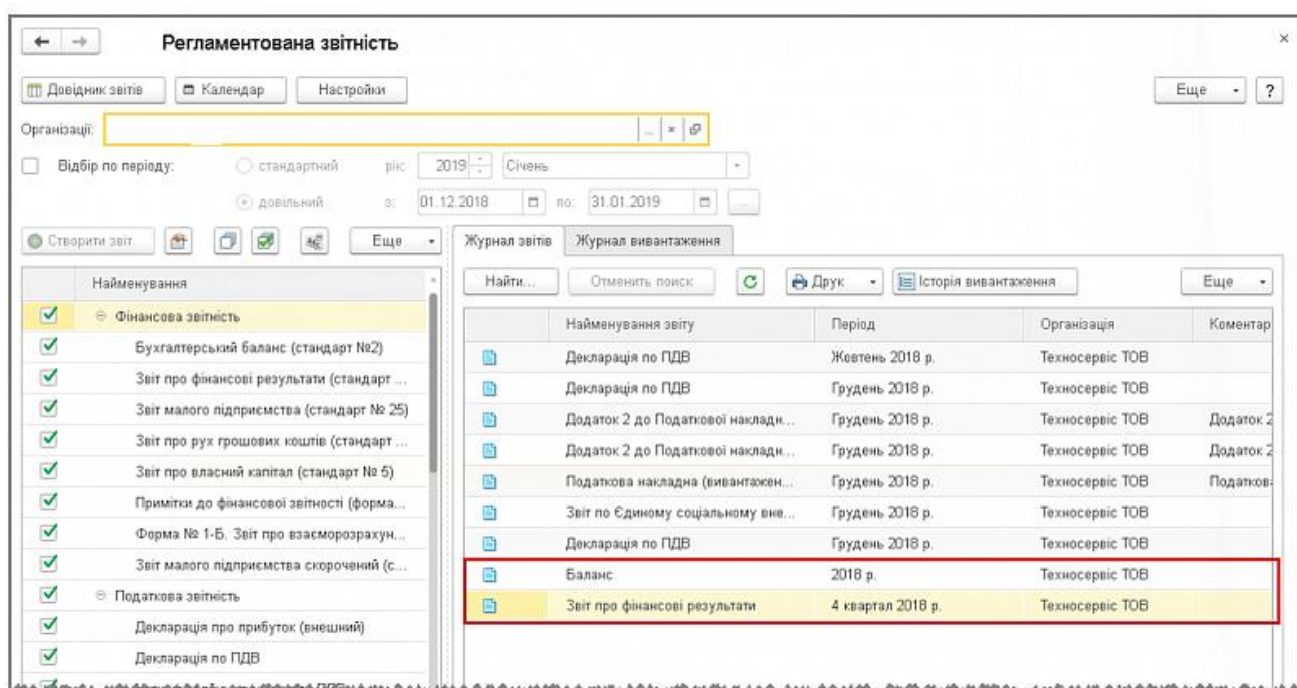 Регламентована звітність
Довідник звітів Календар Настройки Еще ?
Організації:
Відбір по періоду: стандартний рік: 2019 Січень
довільний з: 01.12.2018 по: 31.01.2019
Створити звіт Еще
Журнал звітів Журнал вивантаження
Найменування
Фінансова звітність
Бухгалтерський баланс (стандарт №2)
Звіт про фінансові результати (стандарт ...
Звіт малого підприємства (стандарт № 25)
Звіт про рух грошових коштів (стандарт ...
Звіт про власний капітал (стандарт № 5)
Примітки до фінансової звітності (форма...
Форма № 1-Б. Звіт про взаєморозрахун...
Звіт малого підприємства скорочений (с...
Податкова звітність
Декларація про прибуток (внешний)
Декларація по ПДВ
Найти... Отменить поиск Друк Історія вивантаження Еще
Найменування звіту Період Організація Коментар
Декларація по ПДВ Жовтень 2018 р. Техносервіс ТОВ
Декларація по ПДВ Грудень 2018 р. Техносервіс ТОВ
Додаток 2 до Податкової накладн... Грудень 2018 р. Техносервіс ТОВ Додаток 2
Додаток 2 до Податкової накладн... Грудень 2018 р. Техносервіс ТОВ Додаток 2
Податкова накладна (вивантажен... Грудень 2018 р. Техносервіс ТОВ Податкова
Звіт по Єдиному соціальному вне... Грудень 2018 р. Техносервіс ТОВ
Декларація по ПДВ Грудень 2018 р. Техносервіс ТОВ
Баланс 2018 р. Техносервіс ТОВ
Звіт про фінансові результати 4 квартал 2018 р. Техносервіс ТОВ